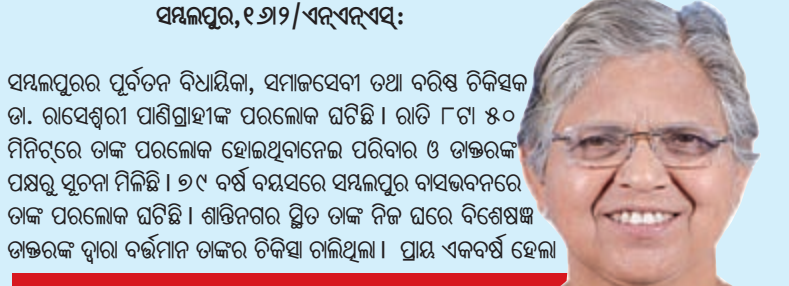 ସମ୍ବଲପୁର,୧୬।୨/ଏନ୍‌ଏନ୍‌ଏସ୍:
ସମ୍ବଲପୁରର ପୂର୍ବତନ ବିଧାୟିକା, ସମାଜସେବୀ ତଥା ବରିଷ୍ଠ ଚିକିତ୍ସକ
ଡା. ରାସେଶ୍ୱରୀ ପାଣିଗ୍ରାହୀଙ୍କ ପରଲୋକ ଘଟିଛି । ରାତି ୮ଟା ୫୦
ମିନିଟ୍‌ରେ ତାଙ୍କ ପରଲୋକ ହୋଇଥିବାନେଇ ପରିବାର ଓ ଡାକ୍ତରଙ୍କ
ପକ୍ଷରୁ ସୂଚନା ମିଳିଛି । ୭୯ ବର୍ଷ ବୟସରେ ସମ୍ବଲପୁର ବାସଭବନରେ
ତାଙ୍କ ପରଲୋକ ଘଟିଛି । ଶାନ୍ତିନଗର ସ୍ଥିତ ତାଙ୍କ ନିଜ ଘରେ ବିଶେଷଜ୍ଞ
ଡାକ୍ତରଙ୍କ ଦ୍ୱାରା ବର୍ତ୍ତମାନ ତାଙ୍କର ଚିକିତ୍ସା ଚାଲିଥିଲା । ପ୍ରାୟ ଏକବର୍ଷ ହେଲା